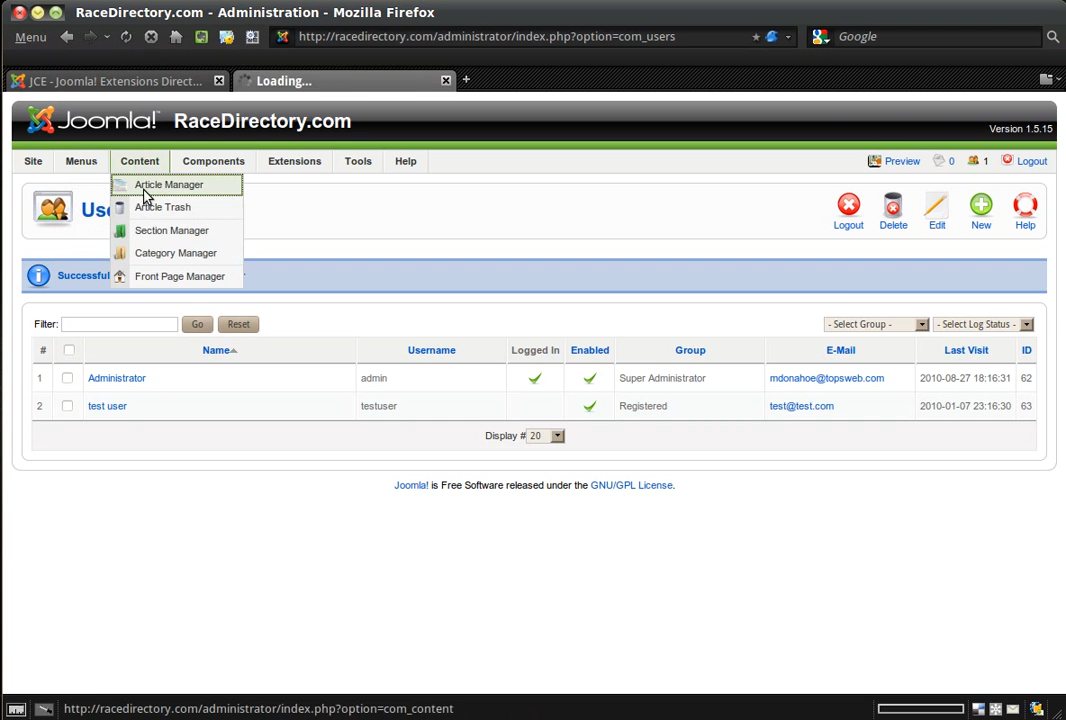 RaceDirectory.com - Administration - Mozilla Firefox
Menu http://racedirectory.com/administrator/index.php?option=com_users Google
JCE - Joomla! Extensions Direct... Loading...
Joomla! RaceDirectory.com
Version 1.5.15
Site Menus Content Components Extensions Tools Help Preview 0 1 Logout
Article Manager
Article Trash
Section Manager
Category Manager
Front Page Manager
Use
Logout Delete Edit New Help
Successful
Filter: Go Reset - Select Group - - Select Log Status -
# Name Username Logged In Enabled Group E-Mail Last Visit ID
1 Administrator admin Super Administrator mdonahoe@topsweb.com 2010-08-27 18:16:31 62
2 test user testuser Registered test@test.com 2010-01-07 23:16:30 63
Display # 20
Joomla! is Free Software released under the GNU/GPL License.
http://racedirectory.com/administrator/index.php?option=com_content